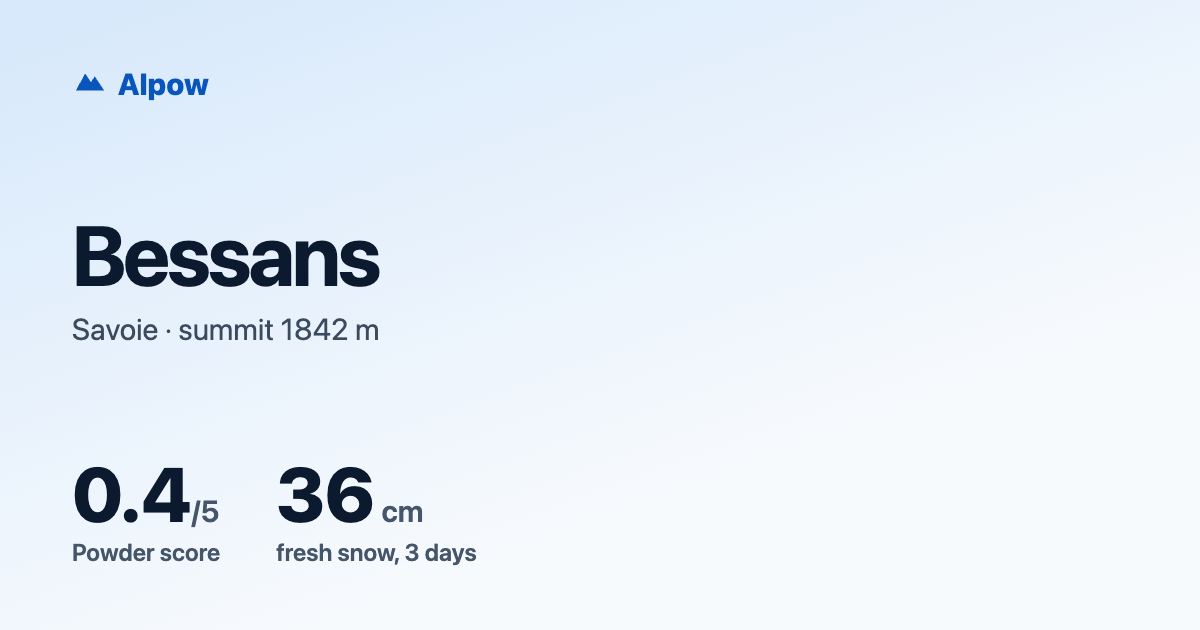 Alpow
Bessans
Savoie · summit 1842 m
0.4/5
Powder score
36 cm
fresh snow, 3 days